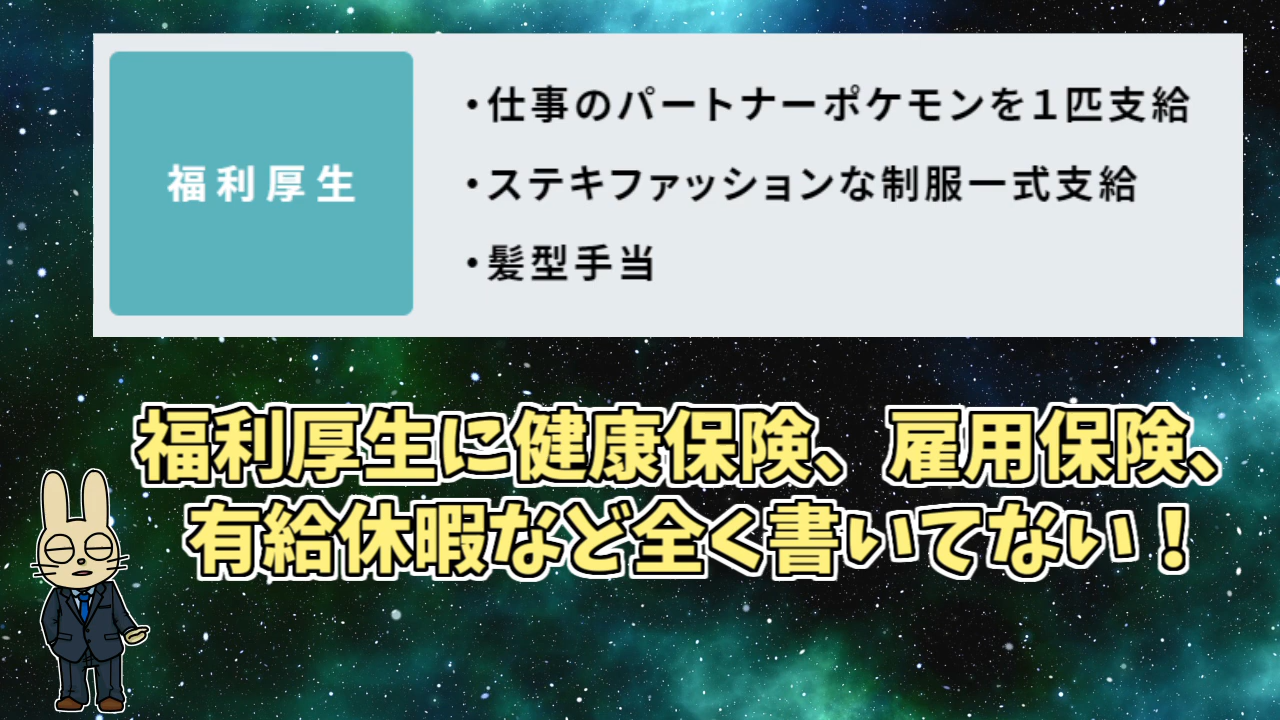 福利厚生
・仕事のパートナーポケモンを１匹支給
・ステキファッションな制服一式支給
・髪型手当
福利厚生に健康保険、雇用保険、
有給休暇など全く書いてない！